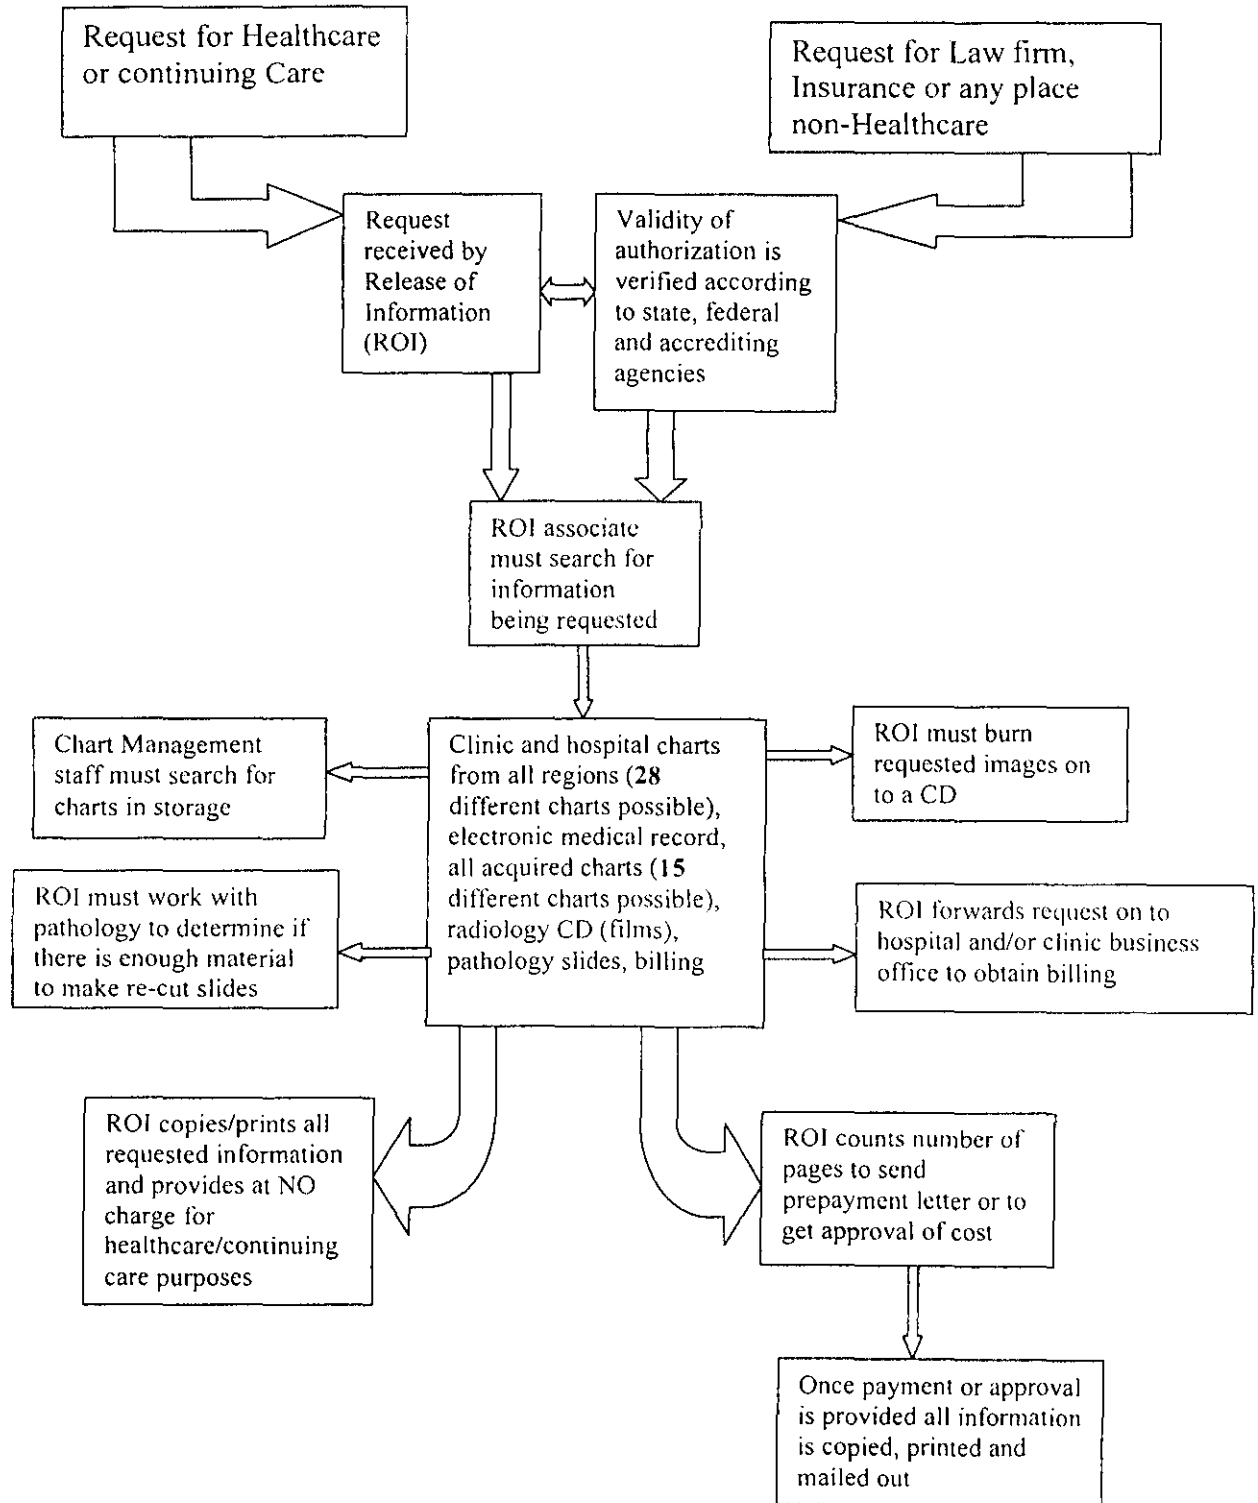 Request for Healthcare
or continuing Care
Request for Law firm,
Insurance or any place
non-Healthcare
Request
received by
Release of
Information
(ROI)
Validity of
authorization is
verified according
to state, federal
and accrediting
agencies
ROI associate
must search for
information
being requested
Chart Management
staff must search for
charts in storage
Clinic and hospital charts
from all regions (28
different charts possible),
electronic medical record,
all acquired charts (15
different charts possible),
radiology CD (films),
pathology slides, billing
ROI must burn
requested images on
to a CD
ROI must work with
pathology to determine if
there is enough material
to make re-cut slides
ROI forwards request on to
hospital and/or clinic business
office to obtain billing
ROI copies/prints all
requested information
and provides at NO
charge for
healthcare/continuing
care purposes
ROI counts number of
pages to send
prepayment letter or to
get approval of cost
Once payment or approval
is provided all information
is copied, printed and
mailed out